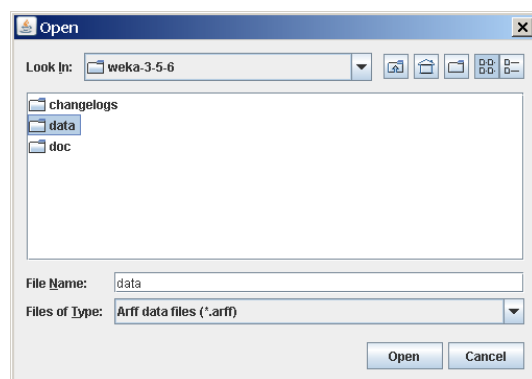 Open
Look In: weka-3-5-6
changelogs
data
doc
File Name: data
Files of Type: Arff data files (*.arff)
Open Cancel